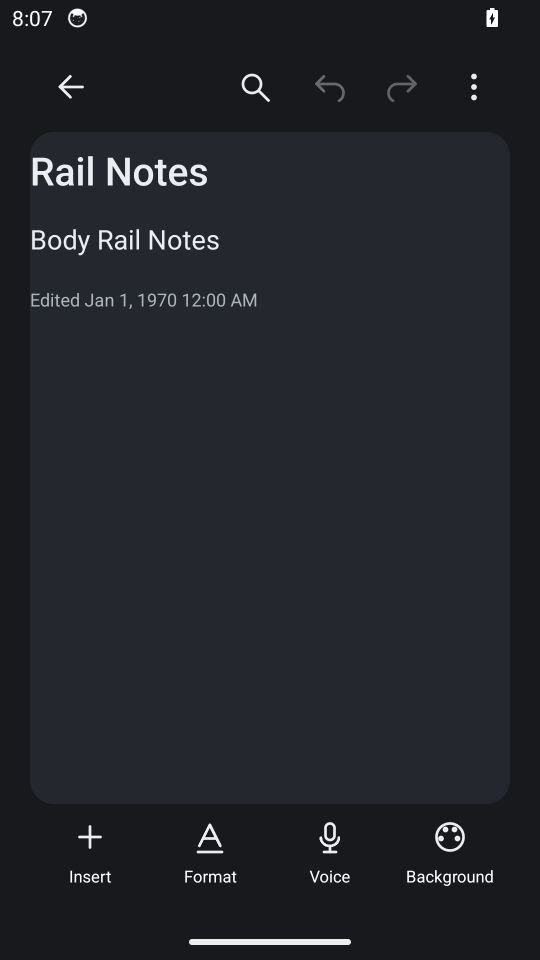 8:07
Rail Notes
Body Rail Notes
Edited Jan 1, 1970 12:00 AM
Insert
Format
Voice
Background